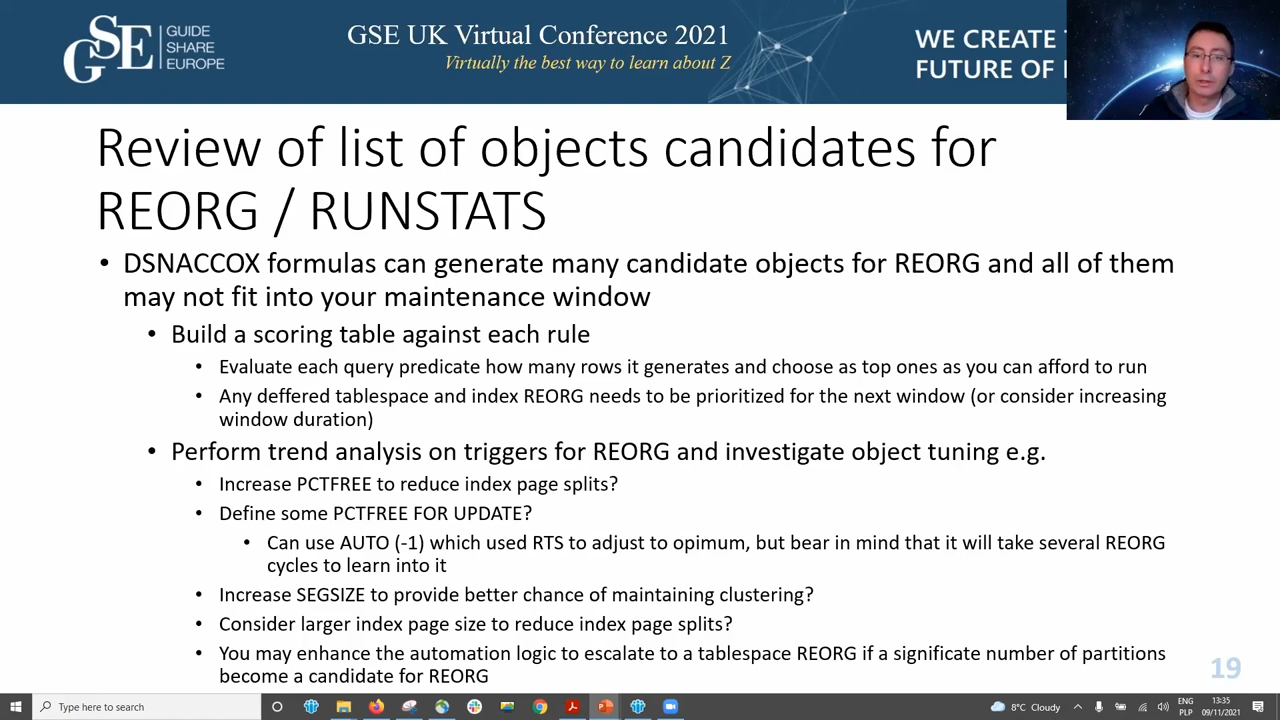 GSE
GUIDE
SHARE
EUROPE
GSE UK Virtual Conference 2021
Virtually the best way to learn about Z
WE CREATE
FUTURE OF
Review of list of objects candidates for
REORG / RUNSTATS
• DSNACCOX formulas can generate many candidate objects for REORG and all of them
may not fit into your maintenance window
• Build a scoring table against each rule
• Evaluate each query predicate how many rows it generates and choose as top ones as you can afford to run
• Any deffered tablespace and index REORG needs to be prioritized for the next window (or consider increasing
window duration)
• Perform trend analysis on triggers for REORG and investigate object tuning e.g.
• Increase PCTFREE to reduce index page splits?
• Define some PCTFREE FOR UPDATE?
• Can use AUTO (-1) which used RTS to adjust to opimum, but bear in mind that it will take several REORG
cycles to learn into it
• Increase SEGSIZE to provide better chance of maintaining clustering?
• Consider larger index page size to reduce index page splits?
• You may enhance the automation logic to escalate to a tablespace REORG if a significate number of partitions
become a candidate for REORG
19
Type here to search
8°C Cloudy
ENG
PLP
13:35
09/11/2021